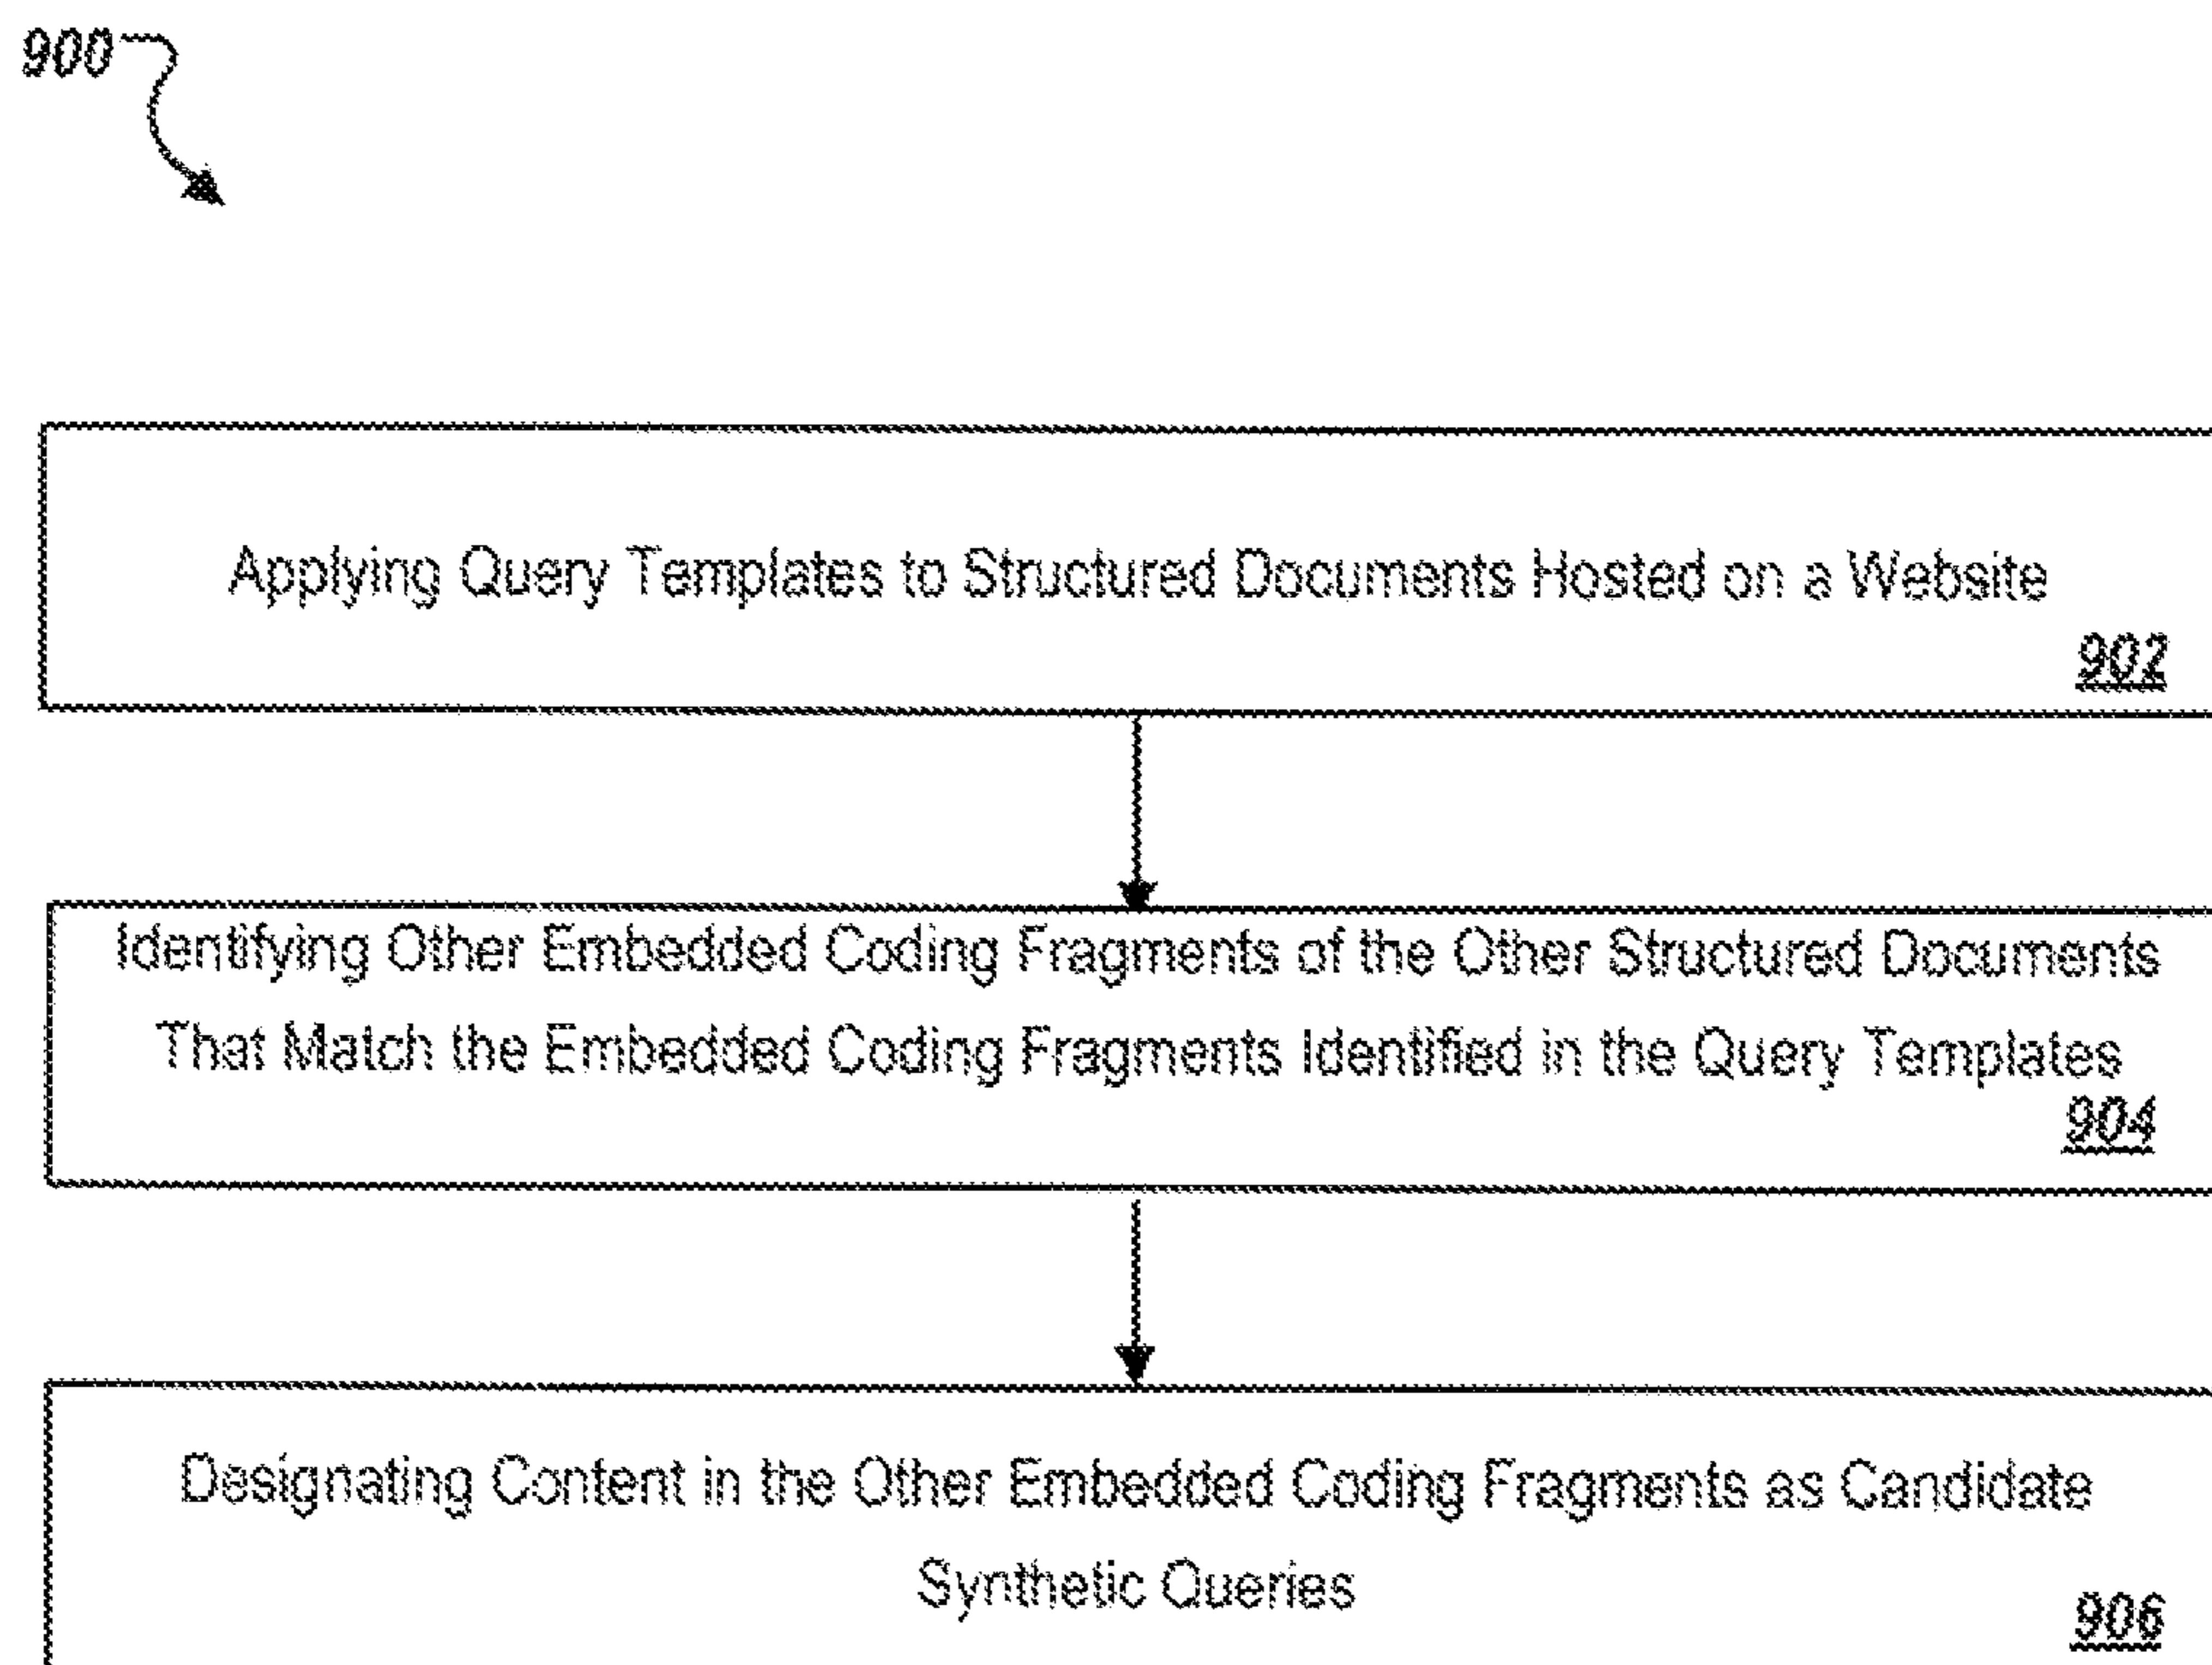 900
Applying Query Templates to Structured Documents Hosted on a Website
902
Identifying Other Embedded Coding Fragments of the Other Structured Documents
That Match the Embedded Coding Fragments Identified in the Query Templates
904
Designating Content in the Other Embedded Coding Fragments as Candidate
Synthetic Queries
906